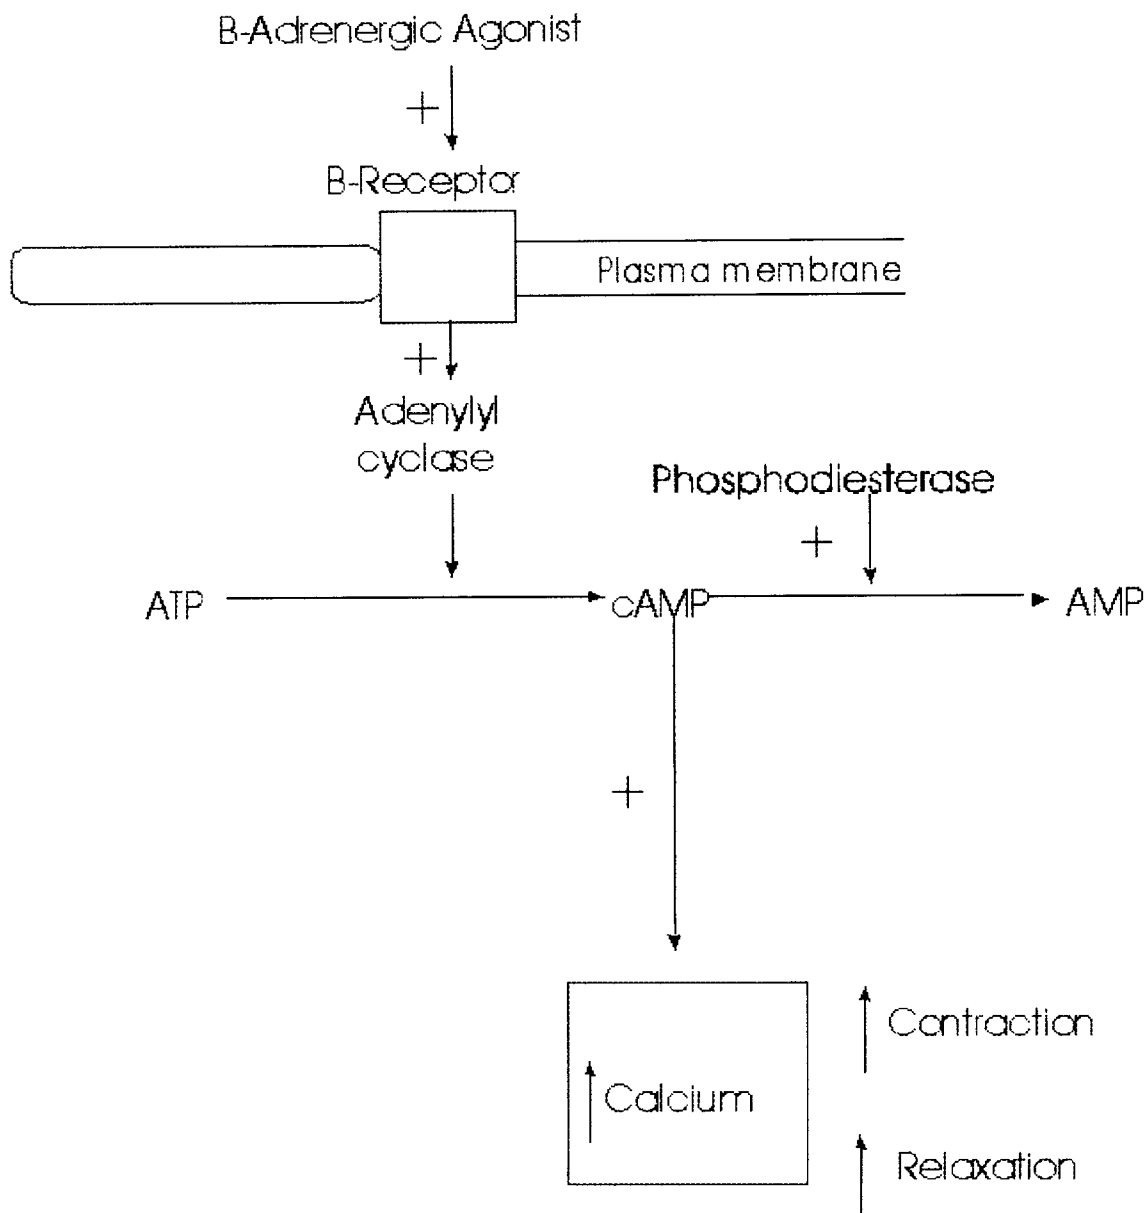 B-Adrenergic Agonist
+
B-Receptor
Plasma membrane
+
Adenylyl
cyclase
Phosphodiesterase
+
ATP
cAMP
AMP
+
Contraction
Calcium
Relaxation